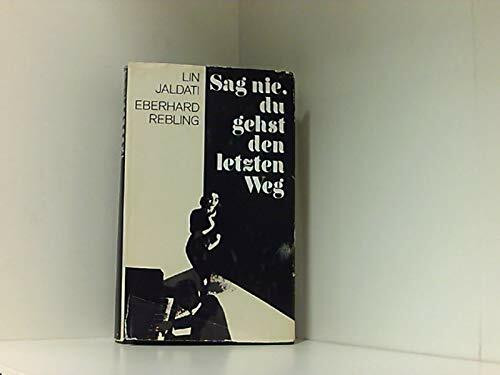 LIN
JALDATI
EBERHARD
REBLING
Sag nie,
du
gehst
den
letzten
Weg